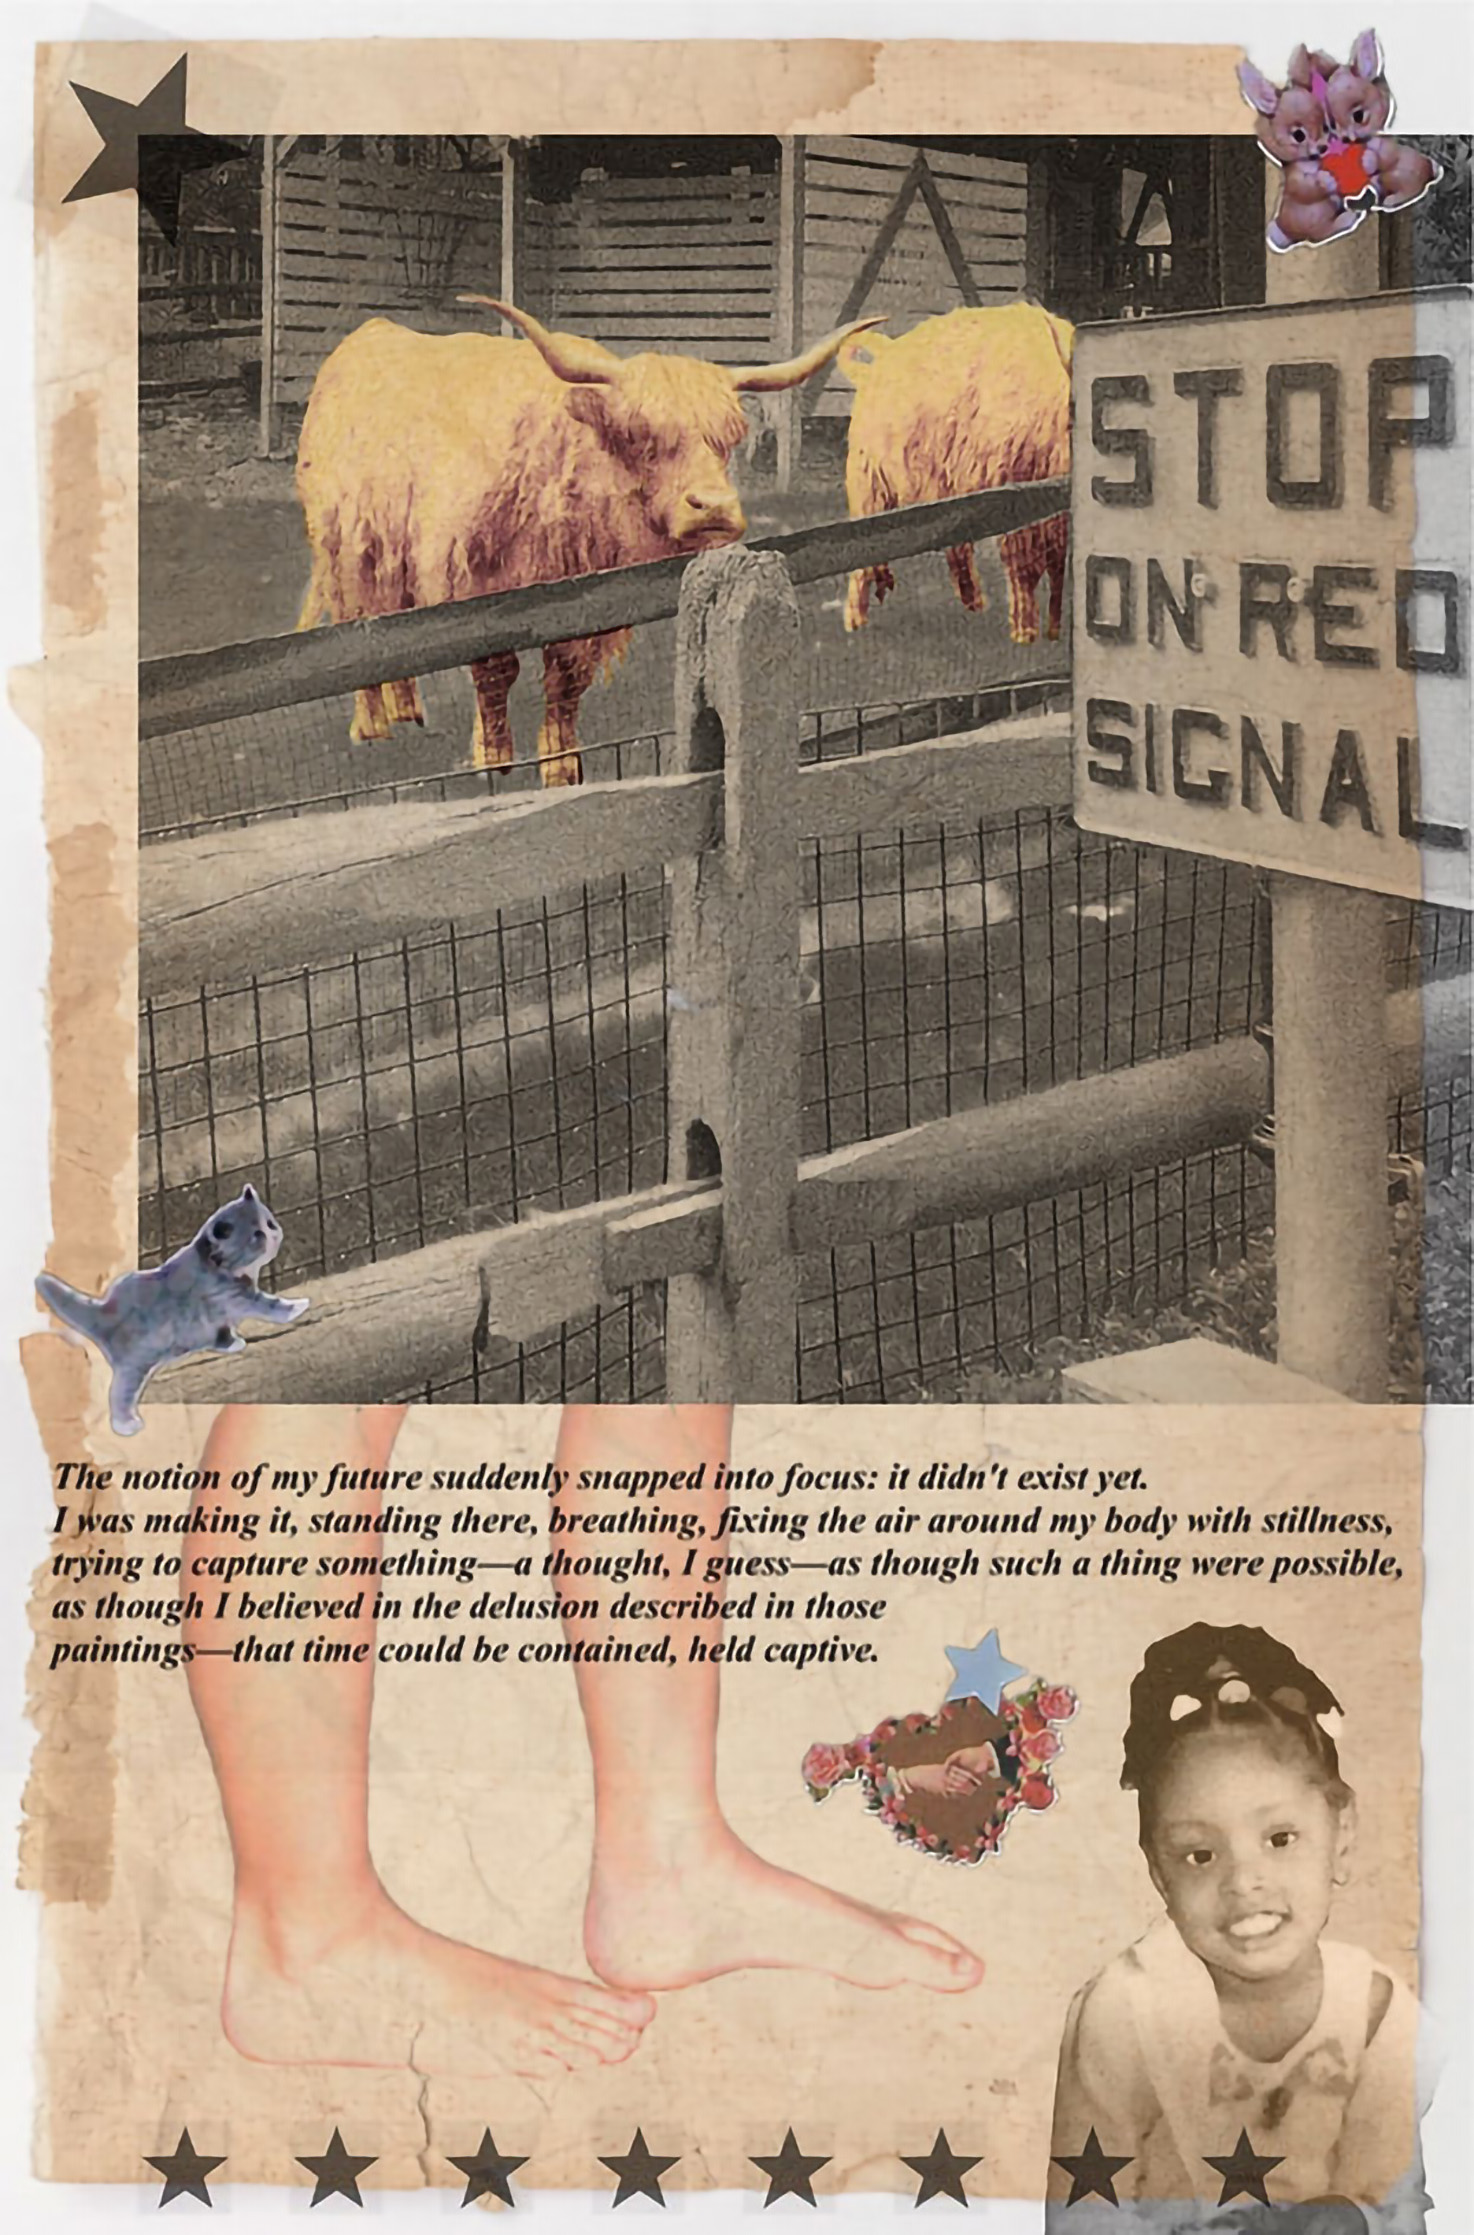 STOP
ON RED
SIGNAL
The notion of my future suddenly snapped into focus: it didn't exist yet.
I was making it, standing there, breathing, fixing the air around my body with stillness,
trying to capture something—a thought, I guess—as though such a thing were possible,
as though I believed in the delusion described in those
paintings—that time could be contained, held captive.